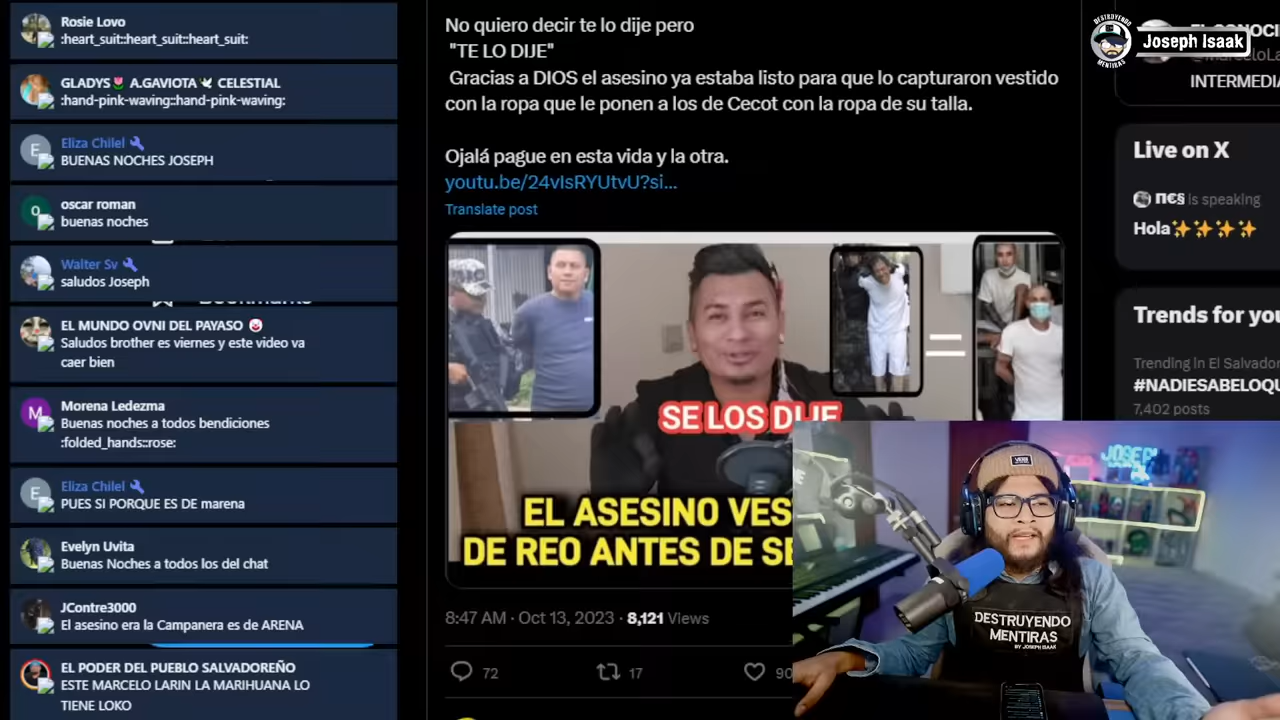 Rosie Lovo
:heart_suit::heart_suit::heart_suit:
GLADYS🌷 A.GAVIOTA🕊 CELESTIAL
:hand-pink-waving::hand-pink-waving:
Eliza Chilel
BUENAS NOCHES JOSEPH
oscar roman
buenas noches
Walter Sv
saludos Joseph
EL MUNDO OVNI DEL PAYASO 🤡
Saludos brother es viernes y este video va
caer bien
Morena Ledezma
Buenas noches a todos bendiciones
:folded_hands::rose:
Eliza Chilel
PUES SI PORQUE ES DE marena
Evelyn Uvita
Buenas Noches a todos los del chat
JContre3000
El asesino era la Campanera es de ARENA
EL PODER DEL PUEBLO SALVADOREÑO
ESTE MARCELO LARIN LA MARIHUANA LO
TIENE LOKO
No quiero decir te lo dije pero
"TE LO DIJE"
Gracias a DIOS el asesino ya estaba listo para que lo capturaron vestido
con la ropa que le ponen a los de Cecot con la ropa de su talla.
Ojalá pague en esta vida y la otra.
youtu.be/24vIsRYUtvU?si...
Translate post
SE LOS DIJE
EL ASESINO VES
DE REO ANTES DE SE
8:47 AM · Oct 13, 2023 · 8,121 Views
72
17
90
DESTRUYENDO
MENTIRAS
Joseph Isaak
INTERMEDIA
Live on X
П€§ is speaking
Hola✨✨✨✨
Trends for you
Trending in El Salvador
#NADIESABELOQU
7,402 posts
JOSEPH
VANS
DESTRUYENDO
MENTIRAS
BY JOSEPH ISAAK